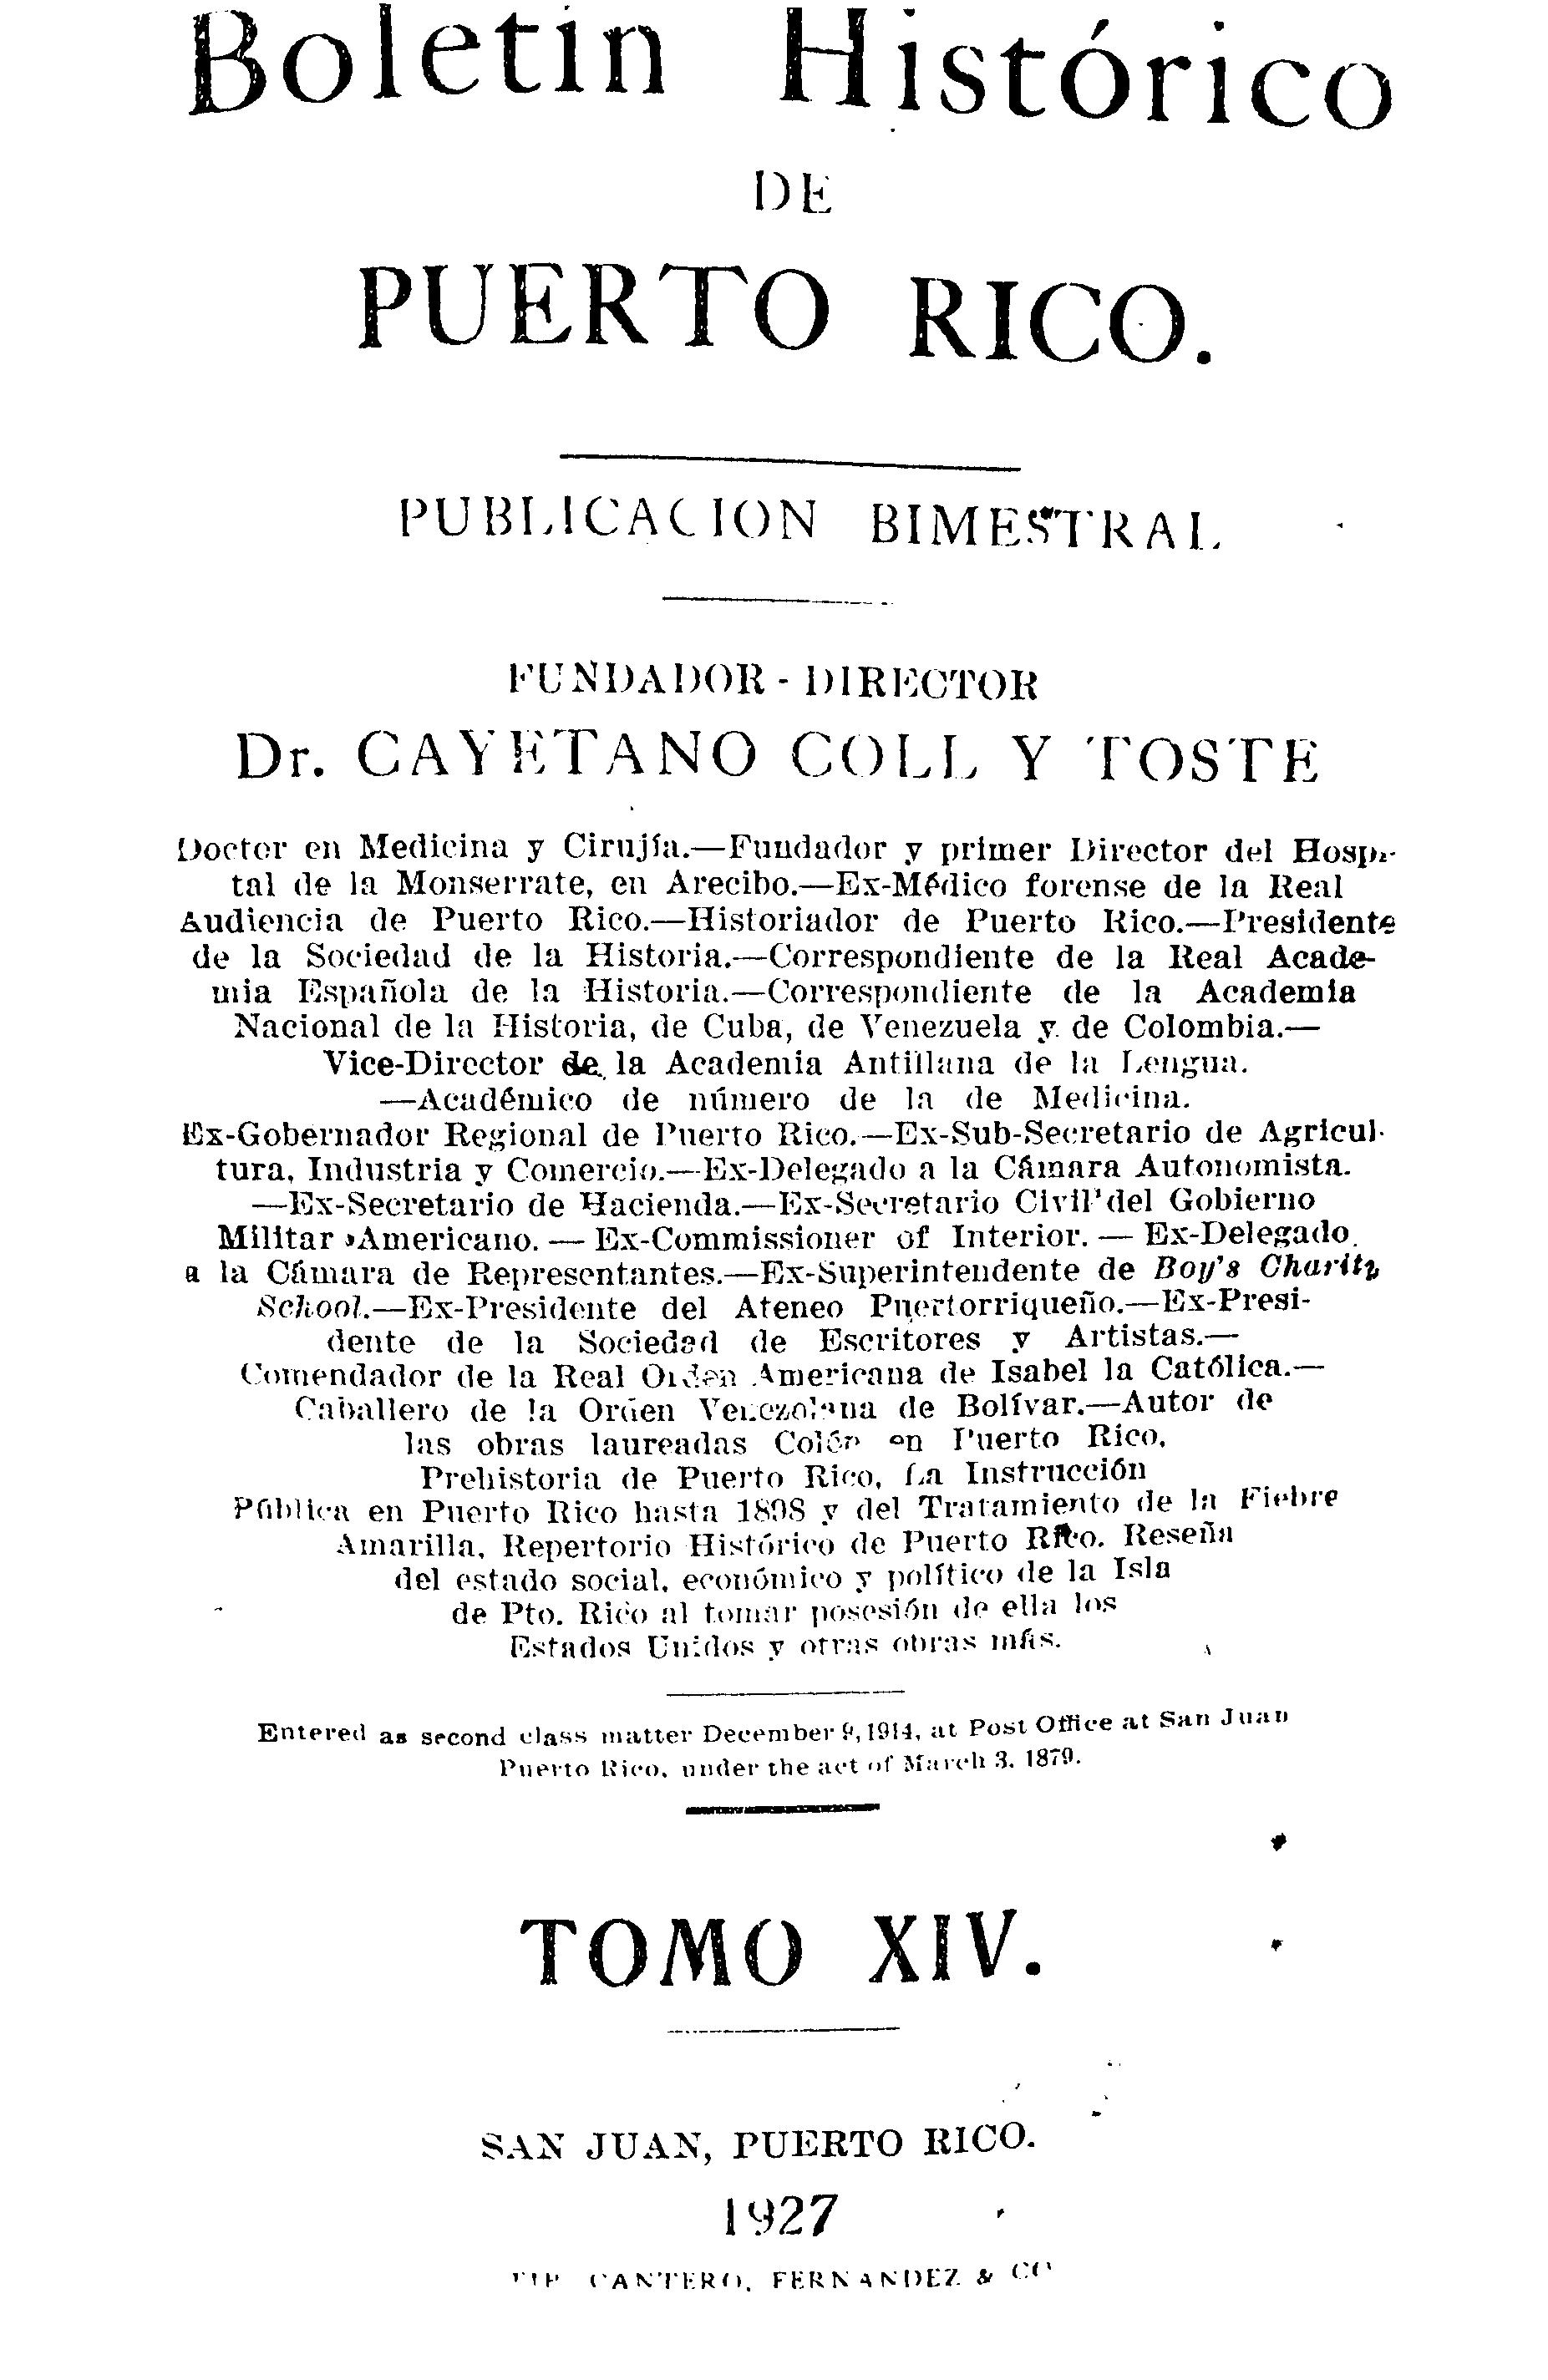 Boletin Histórico
DE
PUERTO RICO.
PUBLICACION BIMESTRAL
FUNDADOR - DIRECTOR
Dr. CAYETANO COLL Y TOSTE
Doctor en Medicina y Cirujía.—Fundador y primer Director del Hospi-
tal de la Monserrate, en Arecibo.—Ex-Médico forense de la Real
Audiencia de Puerto Rico.—Historiador de Puerto Rico.—Presidente
de la Sociedad de la Historia.—Correspondiente de la Real Acade-
mia Española de la Historia.—Correspondiente de la Academia
Nacional de la Historia, de Cuba, de Venezuela y de Colombia.—
Vice-Director de la Academia Antillana de la Lengua.
—Académico de número de la de Medicina.
Ex-Gobernador Regional de Puerto Rico.—Ex-Sub-Secretario de Agricul-
tura, Industria y Comercio.—Ex-Delegado a la Cámara Autonomista.
—Ex-Secretario de Hacienda.—Ex-Secretario Civil del Gobierno
Militar Americano. — Ex-Commissioner of Interior. — Ex-Delegado
a la Cámara de Representantes.—Ex-Superintendente de Boy's Charity
School.—Ex-Presidente del Ateneo Puertorriqueño.—Ex-Presi-
dente de la Sociedad de Escritores y Artistas.—
Comendador de la Real Orden Americana de Isabel la Católica.—
Caballero de la Orden Venezolana de Bolívar.—Autor de
las obras laureadas Colón en Puerto Rico,
Prehistoria de Puerto Rico, La Instrucción
Pública en Puerto Rico hasta 1898 y del Tratamiento de la Fiebre
Amarilla, Repertorio Histórico de Puerto Rico. Reseña
del estado social, económico y político de la Isla
de Pto. Rico al tomar posesión de ella los
Estados Unidos y otras obras más.
Entered as second class matter December 9, 1914, at Post Office at San Juan
Puerto Rico, under the act of March 3, 1879.
TOMO XIV.
SAN JUAN, PUERTO RICO.
1927
TIP. CANTERO, FERNANDEZ & CO